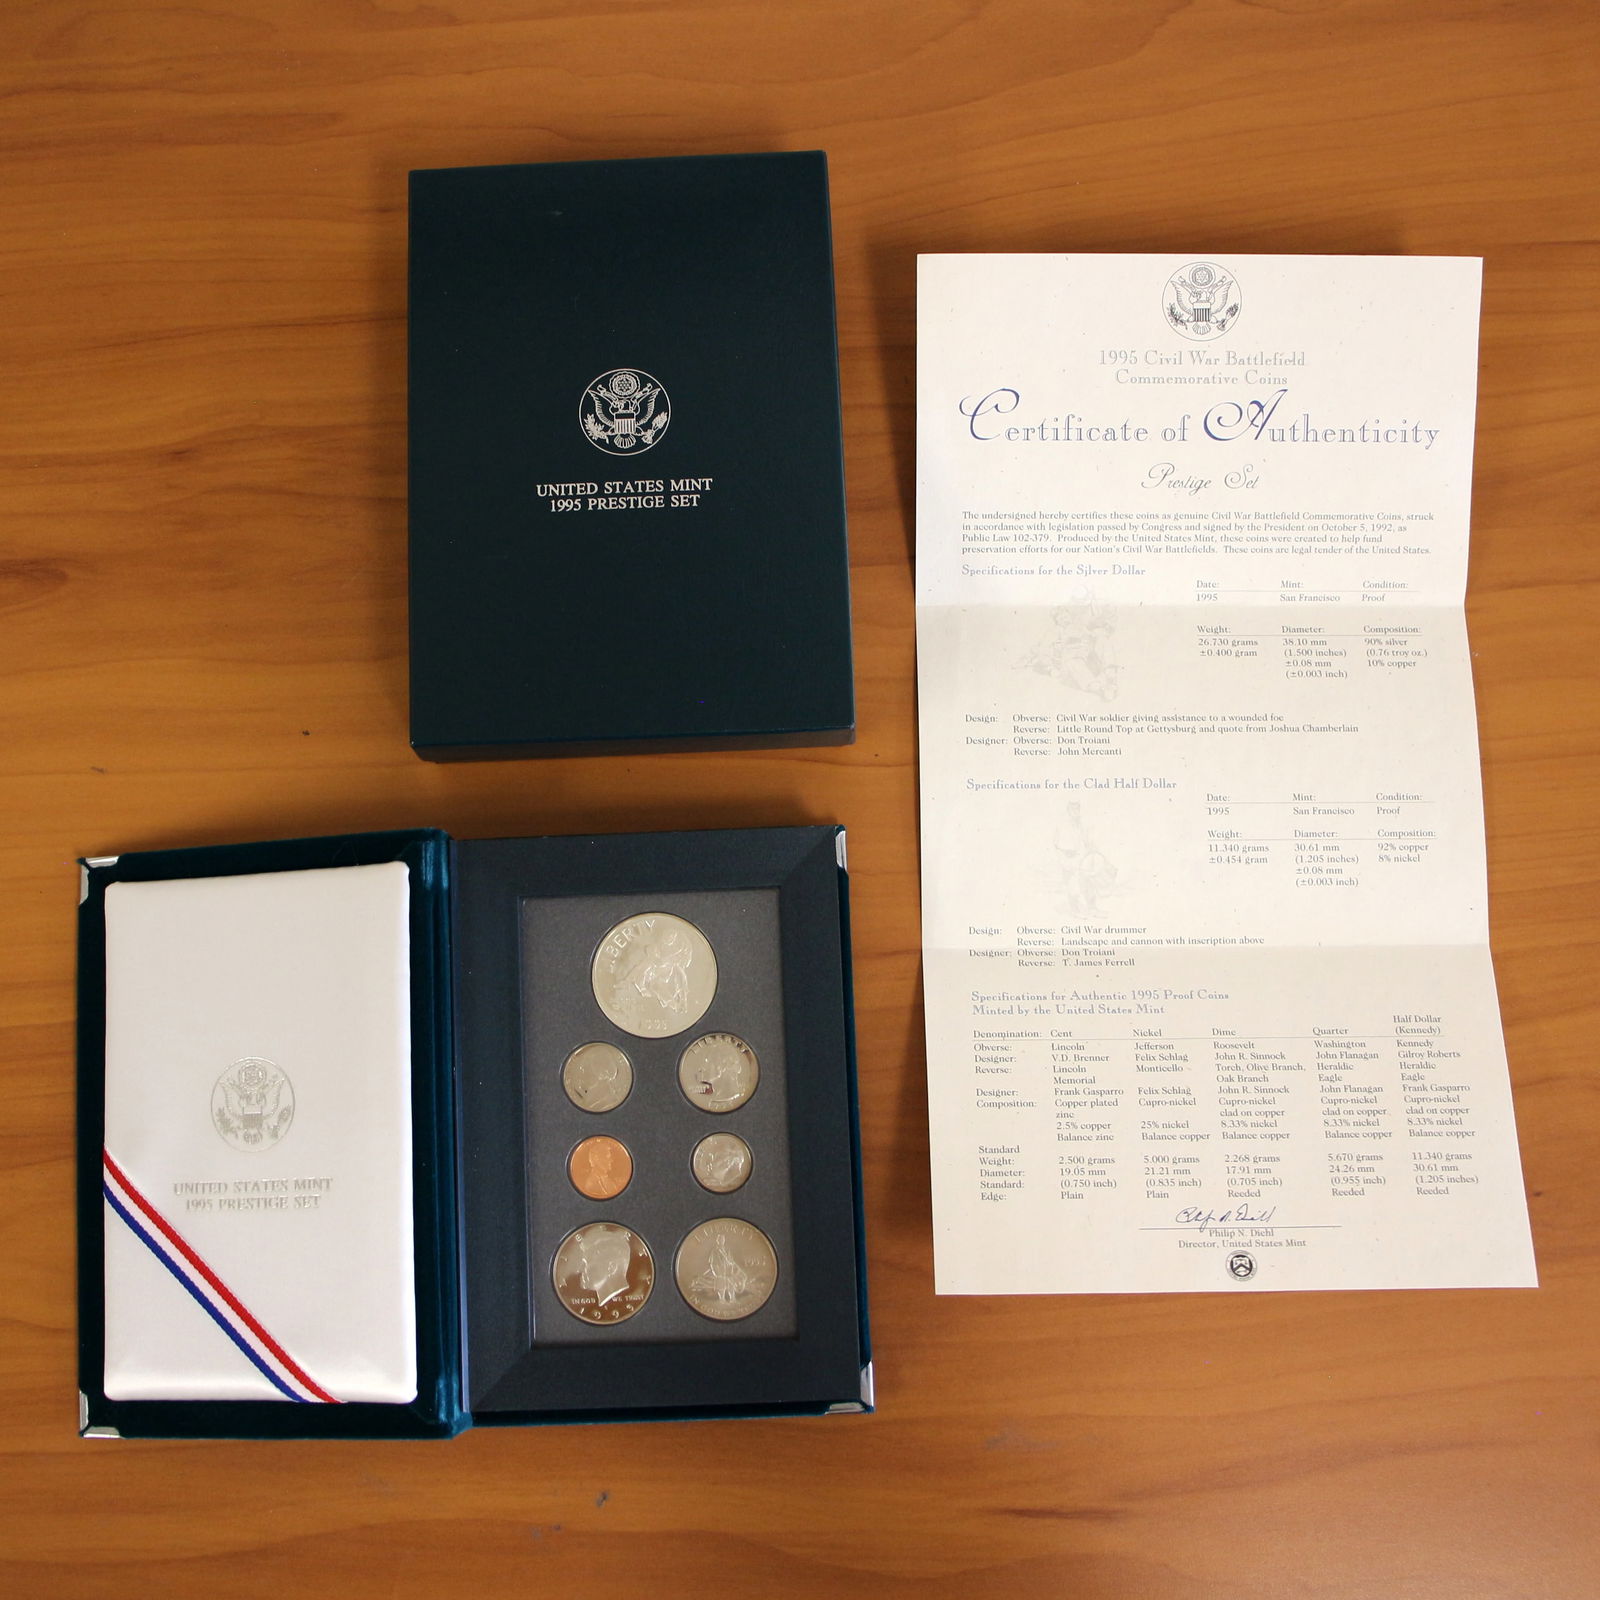 UNITED STATES MINT
1995 PRESTIGE SET
1995 Civil War Battlefield
Commemorative Coins
Certificate of Authenticity
Prestige Set
The undersigned hereby certifies these coins as genuine Civil War Battlefield Commemorative Coins, struck
in accordance with legislation passed by Congress and signed by the President on October 5, 1992, as
Public Law 102-379. Produced by the United States Mint, these coins were created to help fund
preservation efforts for our Nation's Civil War Battlefields. These coins are legal tender of the United States.
Specifications for the Silver Dollar
Date: Mint: Condition:
1995 San Francisco Proof
Weight: Diameter: Composition:
26.730 grams 38.10 mm 90% silver
±0.400 gram (1.500 inches) (0.76 troy oz.)
±0.08 mm 10% copper
(±0.003 inch)
Design: Obverse: Civil War soldier giving assistance to a wounded foe
Reverse: Little Round Top at Gettysburg and quote from Joshua Chamberlain
Designer: Obverse: Don Troiani
Reverse: John Mercanti
Specifications for the Clad Half Dollar
Date: Mint: Condition:
1995 San Francisco Proof
Weight: Diameter: Composition:
11.340 grams 30.61 mm 92% copper
±0.454 gram (1.205 inches) 8% nickel
±0.08 mm
(±0.003 inch)
Design: Obverse: Civil War drummer
Reverse: Landscape and cannon with inscription above
Designer: Obverse: Don Troiani
Reverse: T. James Ferrell
Specifications for Authentic 1995 Proof Coins
Minted by the United States Mint
Denomination: Cent Nickel Dime Quarter Half Dollar (Kennedy)
Obverse: Lincoln Jefferson Roosevelt Washington Kennedy
Designer: V.D. Brenner Felix Schlag John R. Sinnock John Flanagan Gilroy Roberts
Reverse: Lincoln Monticello Torch, Olive Branch, Heraldic Heraldic
Memorial Oak Branch Eagle Eagle
Designer: Frank Gasparro Felix Schlag John R. Sinnock John Flanagan Frank Gasparro
Composition: Copper plated Cupro-nickel Cupro-nickel Cupro-nickel Cupro-nickel
zinc clad on copper clad on copper clad on copper
2.5% copper 25% nickel 8.33% nickel 8.33% nickel 8.33% nickel
Balance zinc Balance copper Balance copper Balance copper Balance copper
Standard
Weight: 2.500 grams 5.000 grams 2.268 grams 5.670 grams 11.340 grams
Diameter: 19.05 mm 21.21 mm 17.91 mm 24.26 mm 30.61 mm
Standard: (0.750 inch) (0.835 inch) (0.705 inch) (0.955 inch) (1.205 inches)
Edge: Plain Plain Reeded Reeded Reeded
Philip N. Diehl
Director, United States Mint
UNITED STATES MINT
1995 PRESTIGE SET
LIBERTY
1995
LIBERTY
IN GOD WE TRUST
1995
LIBERTY
1995